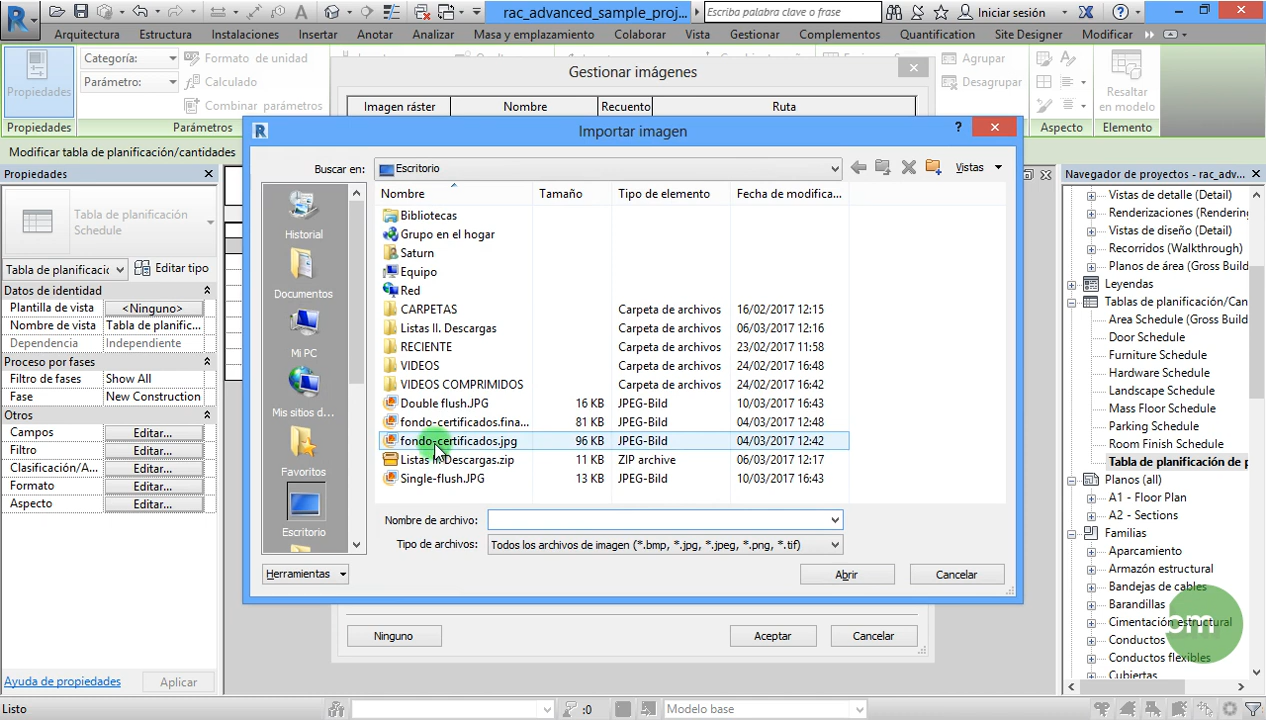 rac_advanced_sample_proj...
Escriba palabra clave o frase
Iniciar sesión
Arquitectura
Estructura
Instalaciones
Insertar
Anotar
Analizar
Masa y emplazamiento
Colaborar
Vista
Gestionar
Complementos
Quantification
Site Designer
Modificar
Propiedades
Categoría:
Parámetro:
Formato de unidad
Calculado
Combinar parámetros
Agrupar
Desagrupar
Resaltar
en modelo
Propiedades
Parámetros
Aspecto
Elemento
Gestionar imágenes
Imagen ráster
Nombre
Recuento
Ruta
Modificar tabla de planificación/cantidades
Importar imagen
Propiedades
Tabla de planificación
Schedule
Tabla de planificacic
Editar tipo
Datos de identidad
Plantilla de vista
<Ninguno>
Nombre de vista
Tabla de planific...
Dependencia
Independiente
Proceso por fases
Filtro de fases
Show All
Fase
New Construction
Otros
Campos
Editar...
Filtro
Editar...
Clasificación/A...
Editar...
Formato
Editar...
Aspecto
Editar...
Ayuda de propiedades
Aplicar
Buscar en:
Escritorio
Vistas
Historial
Documentos
Mi PC
Mis sitios d...
Favoritos
Escritorio
Nombre
Tamaño
Tipo de elemento
Fecha de modifica...
Bibliotecas
Grupo en el hogar
Saturn
Equipo
Red
CARPETAS Carpeta de archivos 16/02/2017 12:15
Listas II. Descargas Carpeta de archivos 06/03/2017 12:16
RECIENTE Carpeta de archivos 23/02/2017 11:58
VIDEOS Carpeta de archivos 24/02/2017 16:48
VIDEOS COMPRIMIDOS Carpeta de archivos 24/02/2017 16:42
Double flush.JPG 16 KB JPEG-Bild 10/03/2017 16:43
fondo-certificados.fina... 81 KB JPEG-Bild 04/03/2017 12:48
fondo-certificados.jpg 96 KB JPEG-Bild 04/03/2017 12:42
Listas II. Descargas.zip 11 KB ZIP archive 06/03/2017 12:17
Single-flush.JPG 13 KB JPEG-Bild 10/03/2017 16:43
Nombre de archivo:
Tipo de archivos:
Todos los archivos de imagen (*.bmp, *.jpg, *.jpeg, *.png, *.tif)
Herramientas
Abrir
Cancelar
Ninguno
Aceptar
Cancelar
Navegador de proyectos - rac_adv...
Vistas de detalle (Detail)
Renderizaciones (Rendering
Vistas de diseño (Detail)
Recorridos (Walkthrough)
Planos de área (Gross Build
Leyendas
Tablas de planificación/Can
Area Schedule (Gross Build
Door Schedule
Furniture Schedule
Hardware Schedule
Landscape Schedule
Mass Floor Schedule
Parking Schedule
Room Schedule
Tabla de planificación de p
Planos (all)
A1 - Floor Plan
A2 - Sections
Familias
Aparcamiento
Armazón estructural
Bandejas de cables
Barandillas
Cimentación estructural
Conductos
Conductos flexibles
Cubiertas
om
Listo
:0
Modelo base